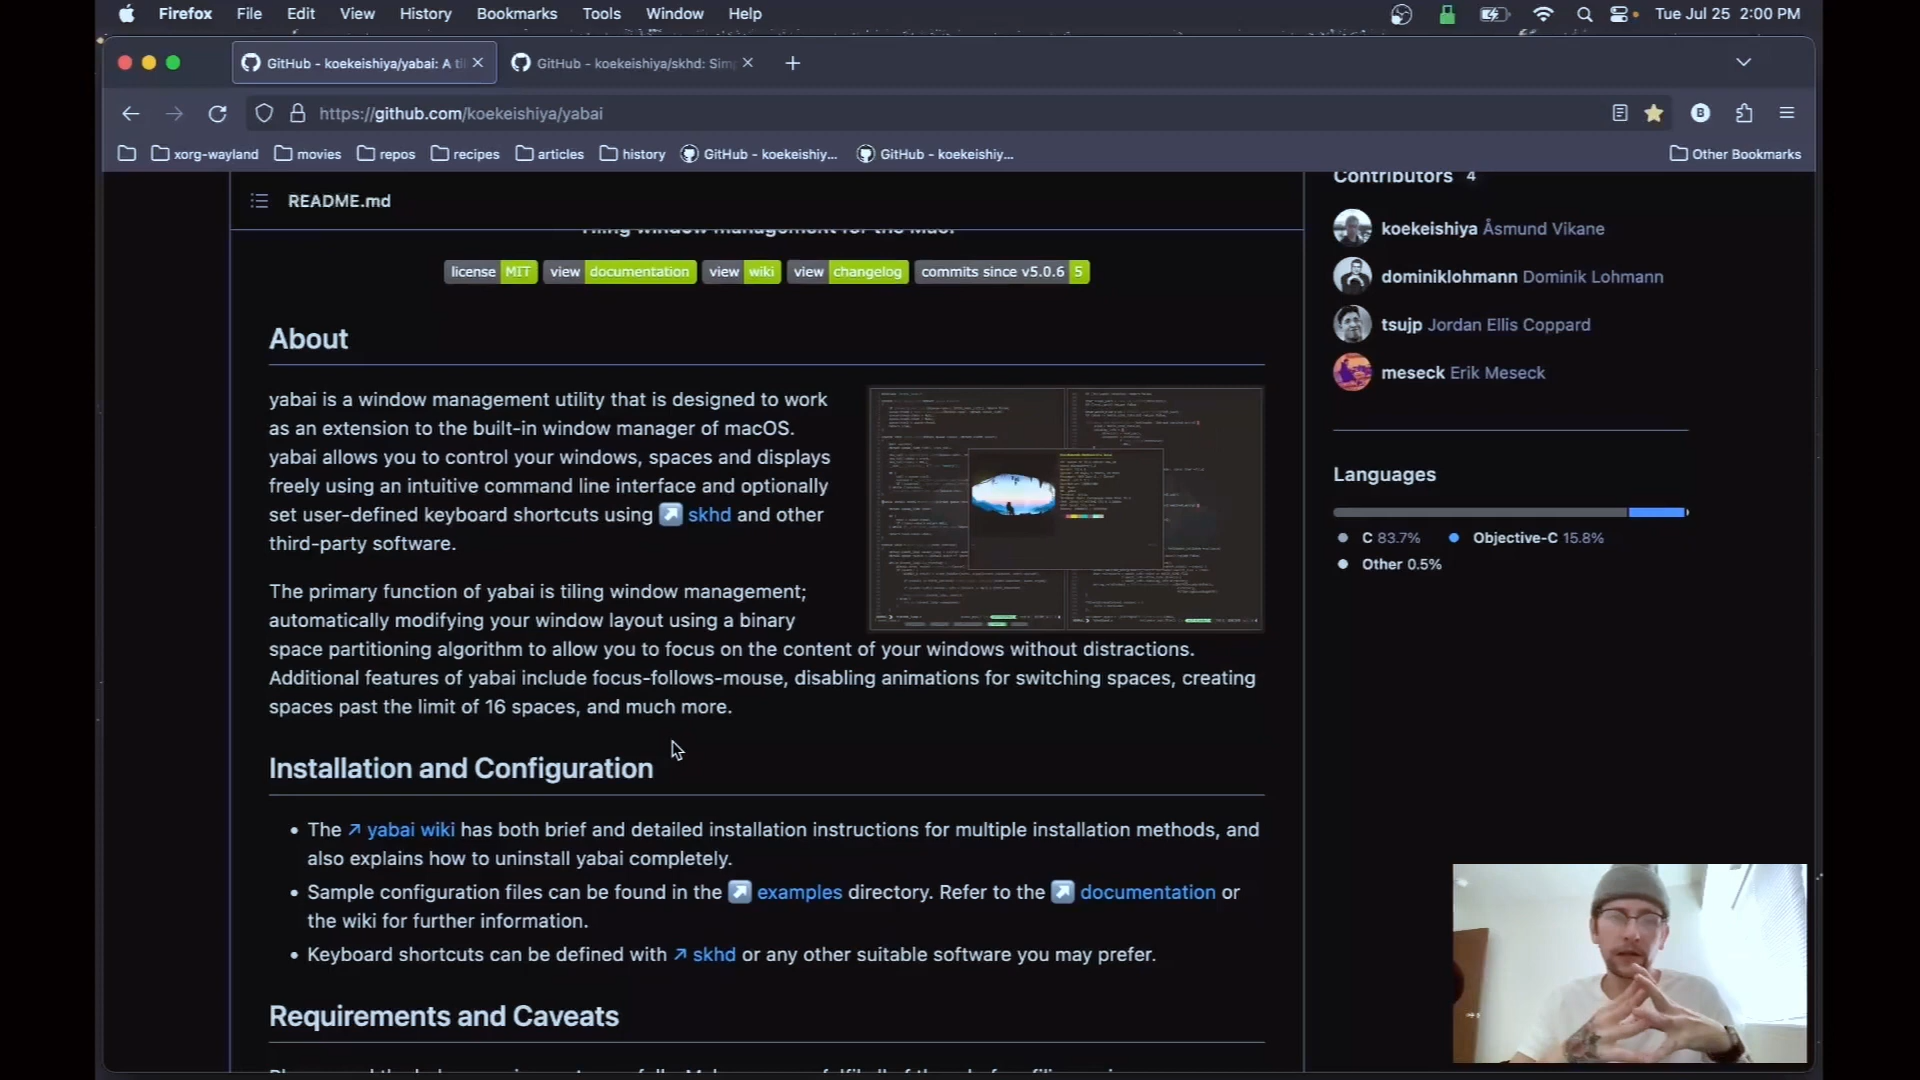 Firefox File Edit View History Bookmarks Tools Window Help Tue Jul 25 2:00 PM
GitHub - koekeishiya/yabai: A ti GitHub - koekeishiya/skhd: Sim
https://github.com/koekeishiya/yabai
B
xorg-wayland movies repos recipes articles history GitHub - koekeishiy... GitHub - koekeishiy... Other Bookmarks
README.md
Tiling window management for the Mac.
license MIT view documentation view wiki view changelog commits since v5.0.6 5
About
yabai is a window management utility that is designed to work
as an extension to the built-in window manager of macOS.
yabai allows you to control your windows, spaces and displays
freely using an intuitive command line interface and optionally
set user-defined keyboard shortcuts using ↗ skhd and other
third-party software.
The primary function of yabai is tiling window management;
automatically modifying your window layout using a binary
space partitioning algorithm to allow you to focus on the content of your windows without distractions.
Additional features of yabai include focus-follows-mouse, disabling animations for switching spaces, creating
spaces past the limit of 16 spaces, and much more.
Installation and Configuration
• The ↗ yabai wiki has both brief and detailed installation instructions for multiple installation methods, and
also explains how to uninstall yabai completely.
• Sample configuration files can be found in the ↗ examples directory. Refer to the ↗ documentation or
the wiki for further information.
• Keyboard shortcuts can be defined with ↗ skhd or any other suitable software you may prefer.
Requirements and Caveats
Contributors 4
koekeishiya Åsmund Vikane
dominiklohmann Dominik Lohmann
tsujp Jordan Ellis Coppard
meseck Erik Meseck
Languages
C 83.7% Objective-C 15.8%
Other 0.5%